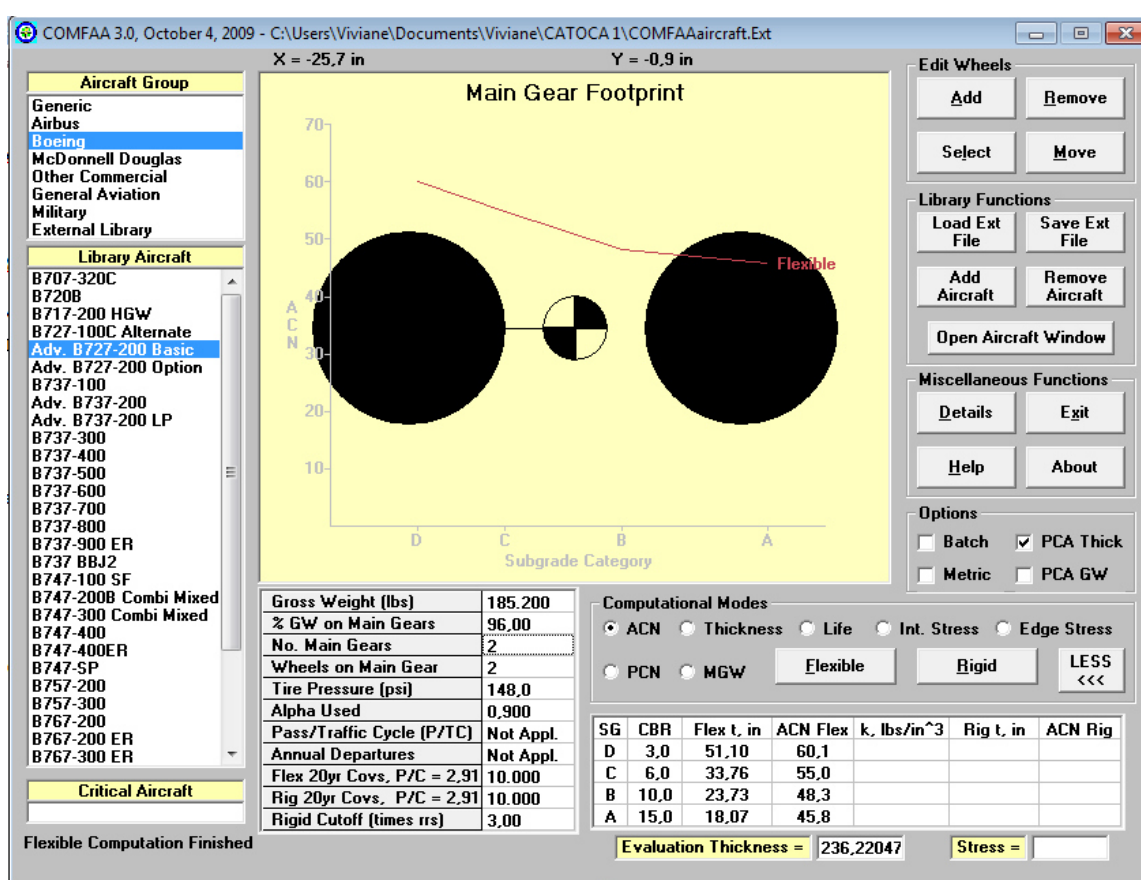 COMFAA 3.0, October 4, 2009 - C:\Users\Viviane\Documents\Viviane\CATOCA 1\COMFAAaircraft.Ext
X = -25,7 in Y = -0,9 in
Aircraft Group
Generic
Airbus
Boeing
McDonnell Douglas
Other Commercial
General Aviation
Military
External Library
Library Aircraft
B707-320C
B720B
B717-200 HGW
B727-100C Alternate
Adv. B727-200 Basic
Adv. B727-200 Option
B737-100
Adv. B737-200
Adv. B737-200 LP
B737-300
B737-400
B737-500
B737-600
B737-700
B737-800
B737-900 ER
B737 BBJ2
B747-100 SF
B747-200B Combi Mixed
B747-300 Combi Mixed
B747-400
B747-400ER
B747-SP
B757-200
B757-300
B767-200
B767-200 ER
B767-300 ER
Critical Aircraft
Flexible Computation Finished
Main Gear Footprint
70
60
50
40
30
20
10
ACN
Flexible
D C B A
Subgrade Category
Gross Weight (lbs) 185.200
% GW on Main Gears 96,00
No. Main Gears 2
Wheels on Main Gear 2
Tire Pressure (psi) 148,0
Alpha Used 0,900
Pass/Traffic Cycle (P/TC) Not Appl.
Annual Departures Not Appl.
Flex 20yr Covs, P/C = 2,91 10.000
Rig 20yr Covs, P/C = 2,91 10.000
Rigid Cutoff (times rrs) 3,00
Edit Wheels
Add Remove
Select Move
Library Functions
Load Ext File Save Ext File
Add Aircraft Remove Aircraft
Open Aircraft Window
Miscellaneous Functions
Details Exit
Help About
Options
Batch PCA Thick
Metric PCA GW
Computational Modes
ACN Thickness Life Int. Stress Edge Stress
PCN MGW Flexible Rigid LESS <<<
SG CBR Flex t, in ACN Flex k, lbs/in^3 Rig t, in ACN Rig
D 3,0 51,10 60,1
C 6,0 33,76 55,0
B 10,0 23,73 48,3
A 15,0 18,07 45,8
Evaluation Thickness = 236,22047 Stress =